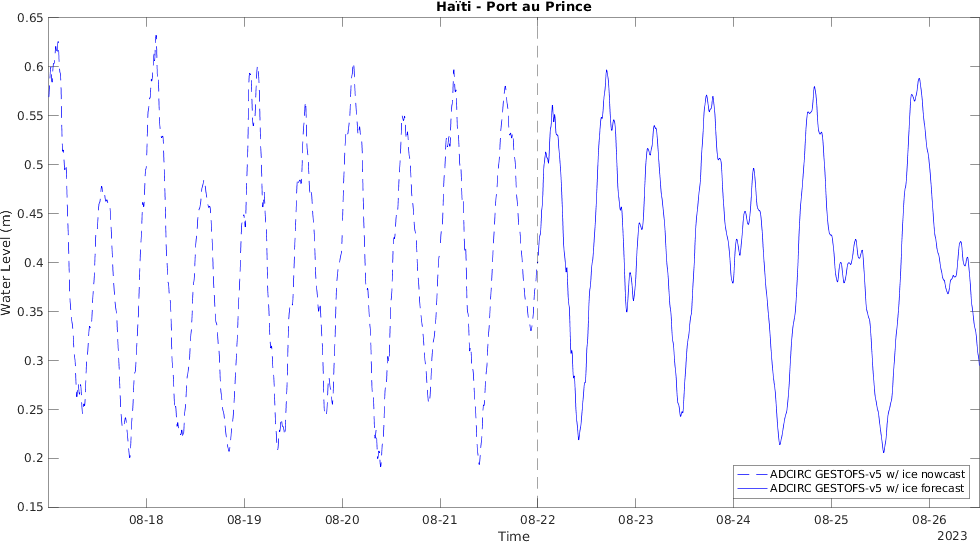 Haïti - Port au Prince
0.65
0.6
0.55
0.5
0.45
0.4
0.35
0.3
0.25
0.2
0.15
Water Level (m)
08-18 08-19 08-20 08-21 08-22 08-23 08-24 08-25 08-26
Time
2023
ADCIRC GESTOFS-v5 w/ ice nowcast
ADCIRC GESTOFS-v5 w/ ice forecast